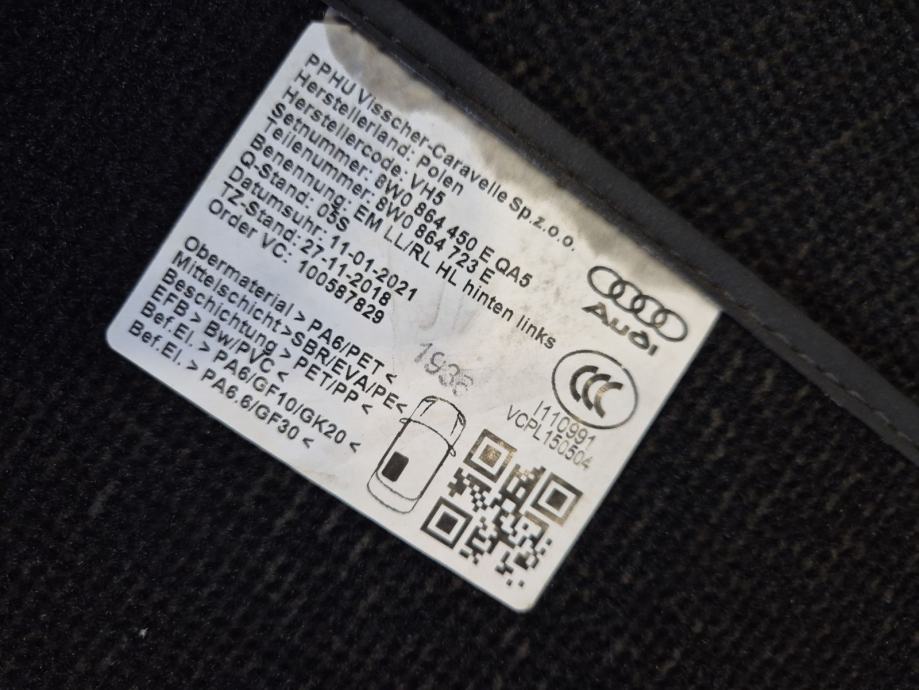 PPHU Visscher-Caravelle Sp.z.o.o.
Herstellerland: Polen
Herstellercode: VH5
Setnummer: 8W0 864 450 E QA5
Teilenummer: 8W0 864 723 E
Benennung : EM LL/RL HL hinten links
Q-Stand: 05S
Datumsuhr: 11-01-2021
TZ.Stand: 27-11-2018
Order VC: 100587829
Audi
CCC
I110991
VCPL150504
Obermaterial > PA6/PET <
Mittelschicht>SBR/EVA/PE<
Beschichtung > PET/PP<
EFB > Bw/PVC <
Bef.El. > PA6/GF10/GK20 <
Bef.El. > PA6.6/GF30 <